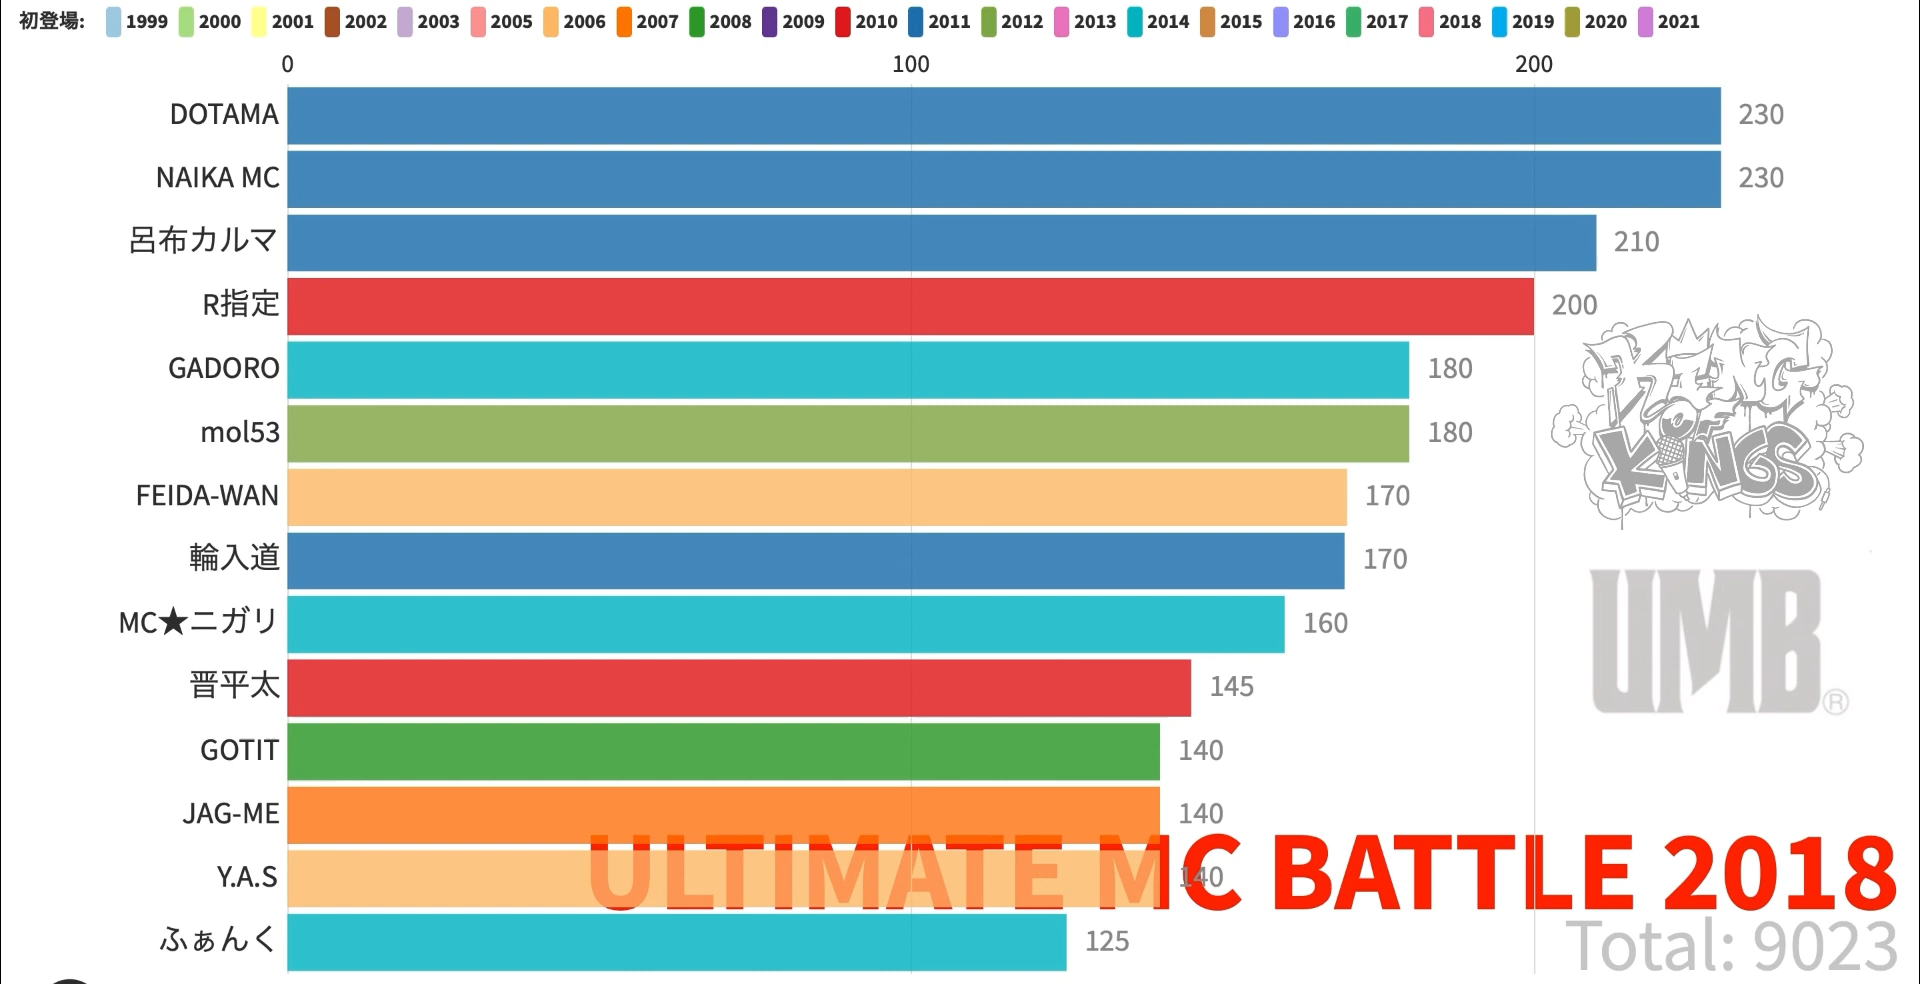 初登場: 1999 2000 2001 2002 2003 2005 2006 2007 2008 2009 2010 2011 2012 2013 2014 2015 2016 2017 2018 2019 2020 2021
0 100 200
DOTAMA 230
NAIKA MC 230
呂布カルマ 210
R指定 200
GADORO 180
mol53 180
FEIDA-WAN 170
輪入道 170
MC★ニガリ 160
晋平太 145
GOTIT 140
JAG-ME 140
Y.A.S 140
ふぁんく 125
KING
OF
KINGS
UMB®
ULTIMATE MC BATTLE 2018
Total: 9023